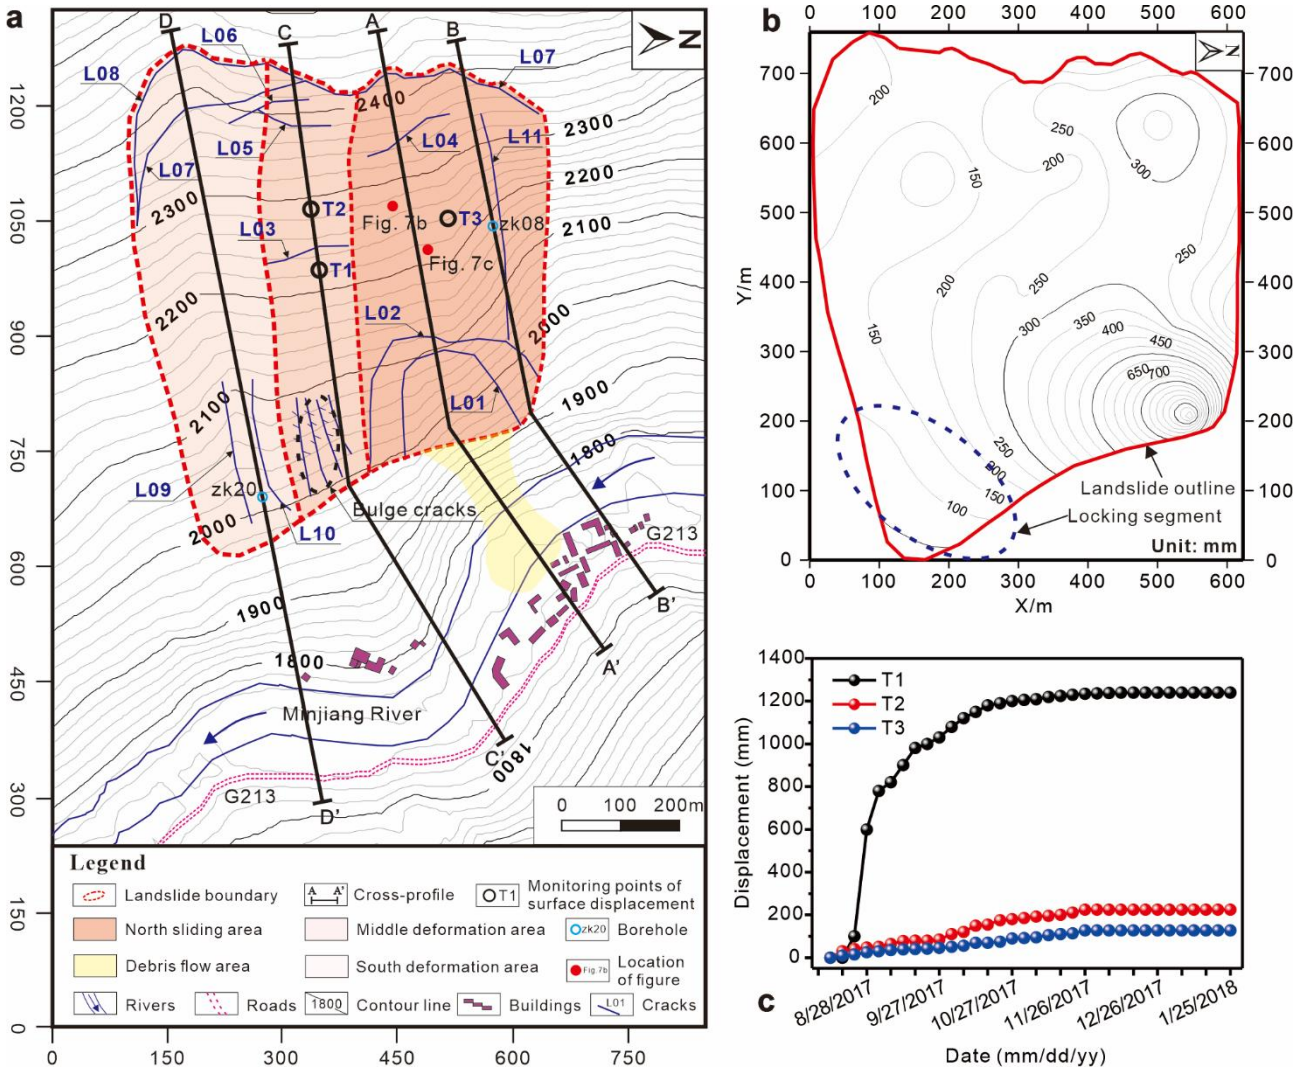 a
D
C
A
B
N
L06
L08
L07
2400
2300
L04
L11
L05
L07
2200
2300
T2
Fig. 7b
T3
zk08
2100
L03
T1
Fig. 7c
2200
L02
2000
2100
L01
1900
1800
L09
zk20
2000
L10
Bulge cracks
G213
1900
1800
B'
A'
Minjiang River
C'
1800
G213
D'
0 100 200m
1200
1050
900
750
600
450
300
150
0
0 150 300 450 600 750
Legend
Landslide boundary
A A' Cross-profile
T1 Monitoring points of
surface displacement
North sliding area
Middle deformation area
zk20 Borehole
Debris flow area
South deformation area
Fig.7b Location
of figure
Rivers
Roads
1800 Contour line
Buildings
L01 Cracks
b
0 100 200 300 400 500 600
N
700
600
500
400
300
200
100
0
Y/m
700
600
500
400
300
200
100
0
200
250
200
150
300
250
200
250
150
300
350
400
450
650
700
250
200
150
100
Landslide outline
Locking segment
Unit: mm
0 100 200 300 400 500 600
X/m
1400
1200
1000
800
600
400
200
0
Displacement (mm)
T1
T2
T3
c
8/28/2017 9/27/2017 10/27/2017 11/26/2017 12/26/2017 1/25/2018
Date (mm/dd/yy)